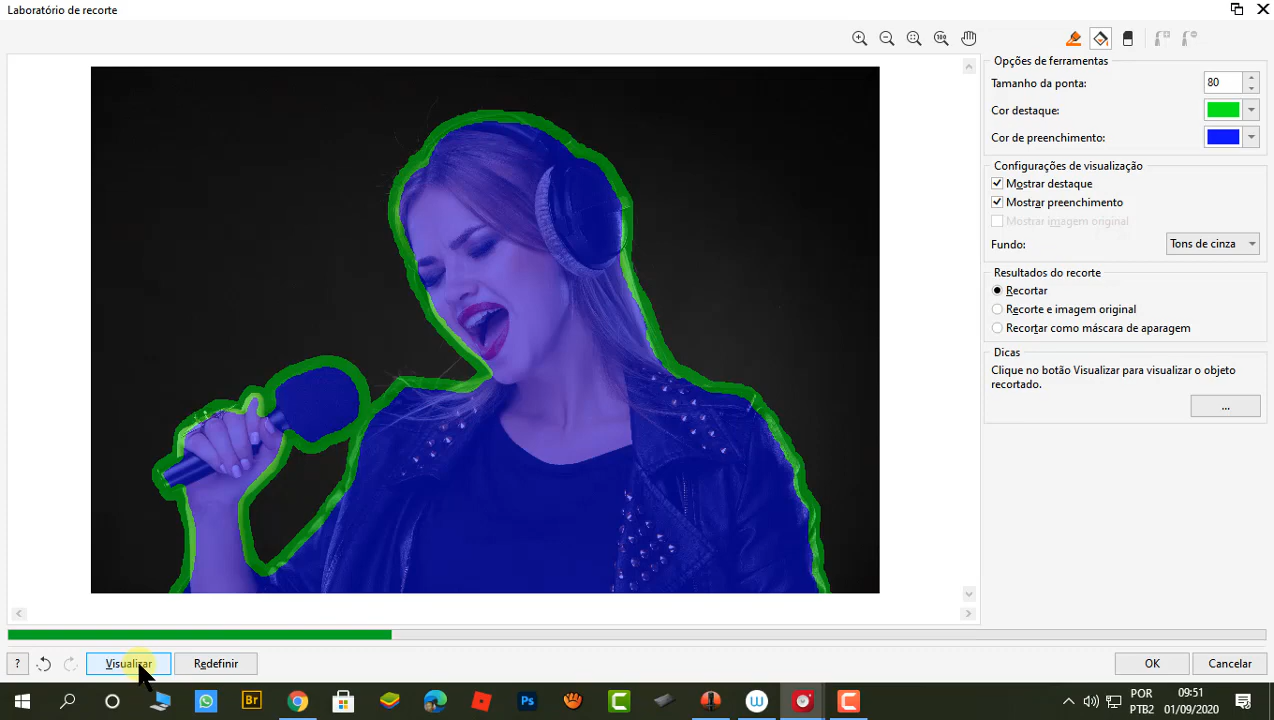 Laboratório de recorte
100
Opções de ferramentas
Tamanho da ponta:
80
Cor destaque:
Cor de preenchimento:
Configurações de visualização
Mostrar destaque
Mostrar preenchimento
Mostrar imagem original
Fundo:
Tons de cinza
Resultados do recorte
Recortar
Recorte e imagem original
Recortar como máscara de aparagem
Dicas
Clique no botão Visualizar para visualizar o objeto
recortado.
...
?
Visualizar
Redefinir
OK
Cancelar
Br
Ps
C
W
C
POR
PTB2
09:51
01/09/2020